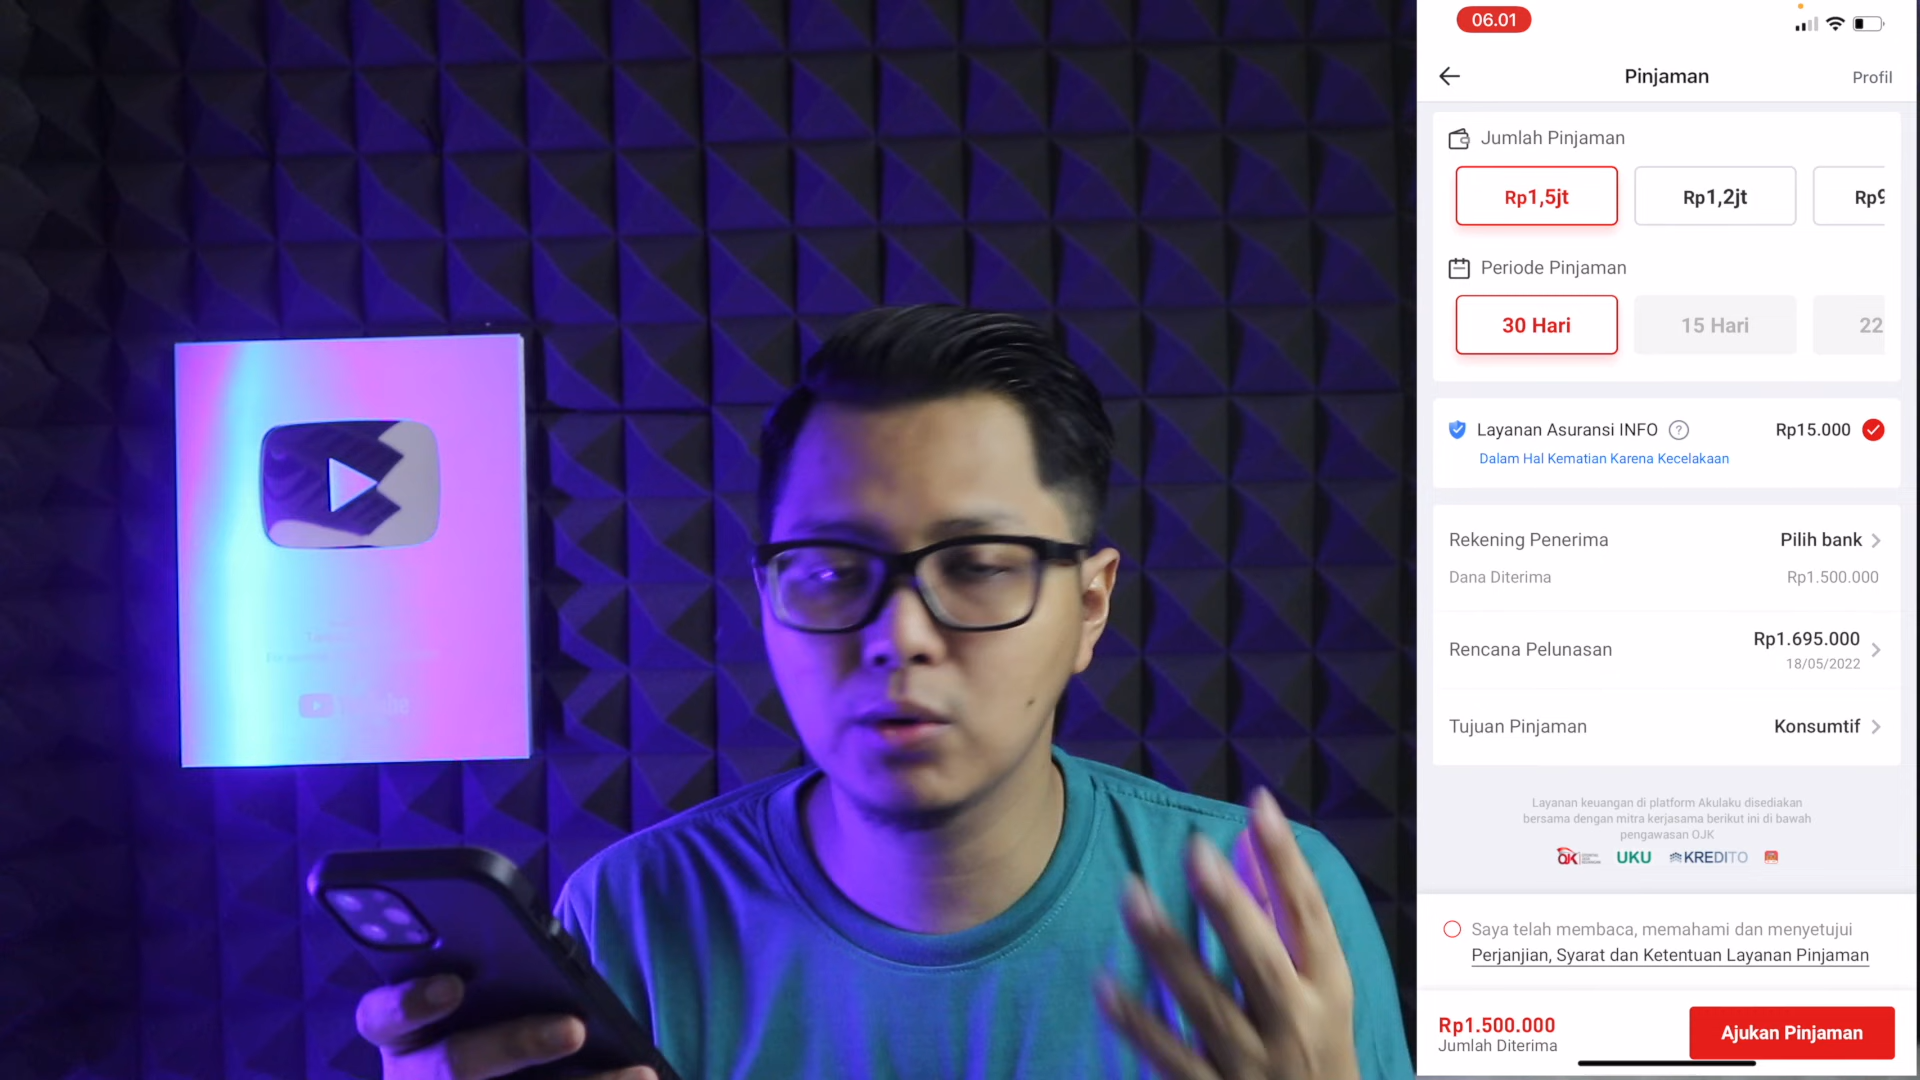 06.01
Pinjaman
Profil
Jumlah Pinjaman
Rp1,5jt
Rp1,2jt
Rp9
Periode Pinjaman
30 Hari
15 Hari
22
Layanan Asuransi INFO ?
Rp15.000
Dalam Hal Kematian Karena Kecelakaan
Rekening Penerima
Pilih bank
Dana Diterima
Rp1.500.000
Rencana Pelunasan
Rp1.695.000
18/05/2022
Tujuan Pinjaman
Konsumtif
Layanan keuangan di platform Akulaku disediakan
bersama dengan mitra kerjasama berikut ini di bawah
pengawasan OJK
UKU
KREDITO
Saya telah membaca, memahami dan menyetujui
Perjanjian, Syarat dan Ketentuan Layanan Pinjaman
Rp1.500.000
Jumlah Diterima
Ajukan Pinjaman